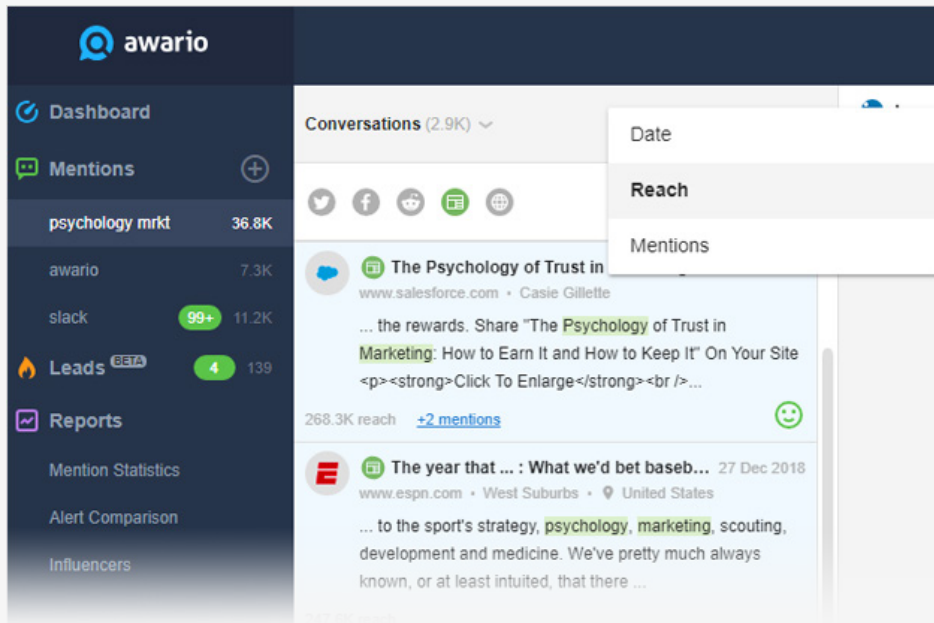 awario
Dashboard
Mentions
psychology mrkt 36.8K
awario 7.3K
slack 99+ 11.2K
Leads BETA 4 139
Reports
Mention Statistics
Alert Comparison
Influencers
Conversations (2.9K)
Date
Reach
Mentions
The Psychology of Trust in
www.salesforce.com • Casie Gillette
... the rewards. Share "The Psychology of Trust in
Marketing: How to Earn It and How to Keep It" On Your Site
<p><strong>Click To Enlarge</strong><br />...
268.3K reach +2 mentions
The year that ... : What we'd bet baseb... 27 Dec 2018
www.espn.com • West Suburbs • United States
... to the sport's strategy, psychology, marketing, scouting,
development and medicine. We've pretty much always
known, or at least intuited, that there ...